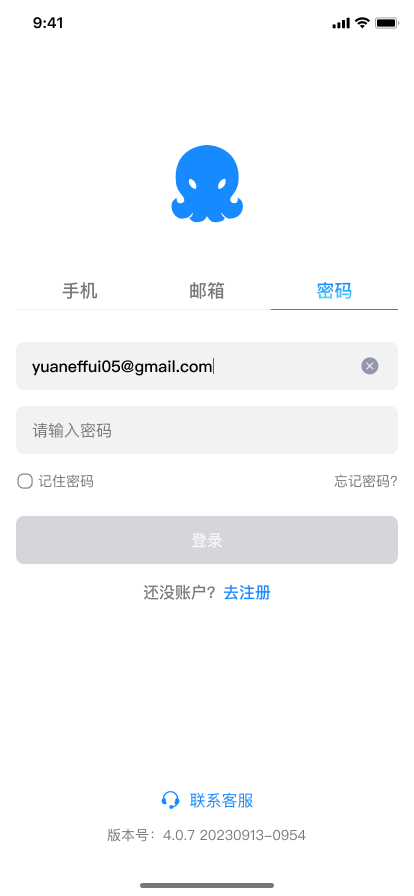 9:41
手机 邮箱 密码
yuaneffui05@gmail.com
请输入密码
记住密码 忘记密码?
登录
还没账户？去注册
联系客服
版本号：4.0.7 20230913-0954